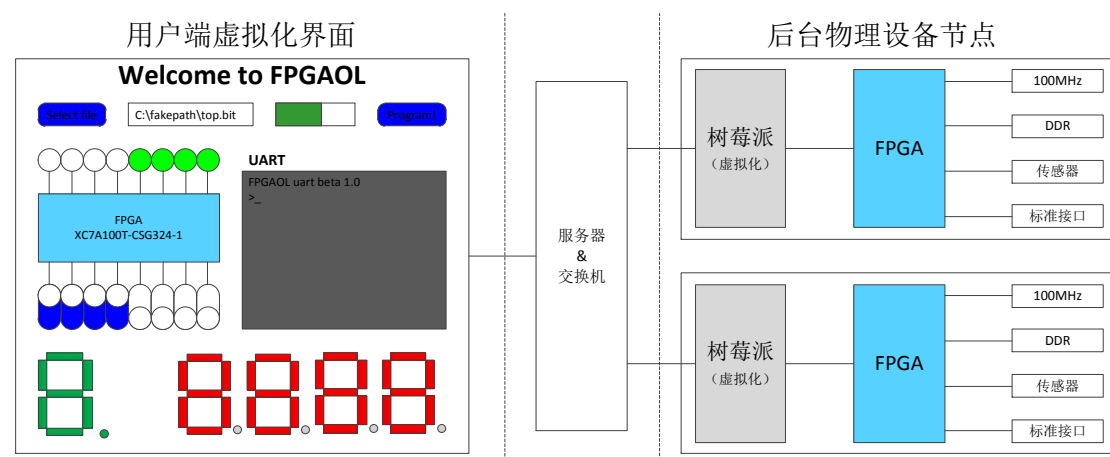 用户端虚拟化界面
Welcome to FPGAOL
Select file
C:\fakepath\top.bit
Program!
UART
FPGAOL uart beta 1.0
>_
FPGA
XC7A100T-CSG324-1
服务器
&
交换机
后台物理设备节点
树莓派
（虚拟化）
FPGA
100MHz
DDR
传感器
标准接口
树莓派
（虚拟化）
FPGA
100MHz
DDR
传感器
标准接口